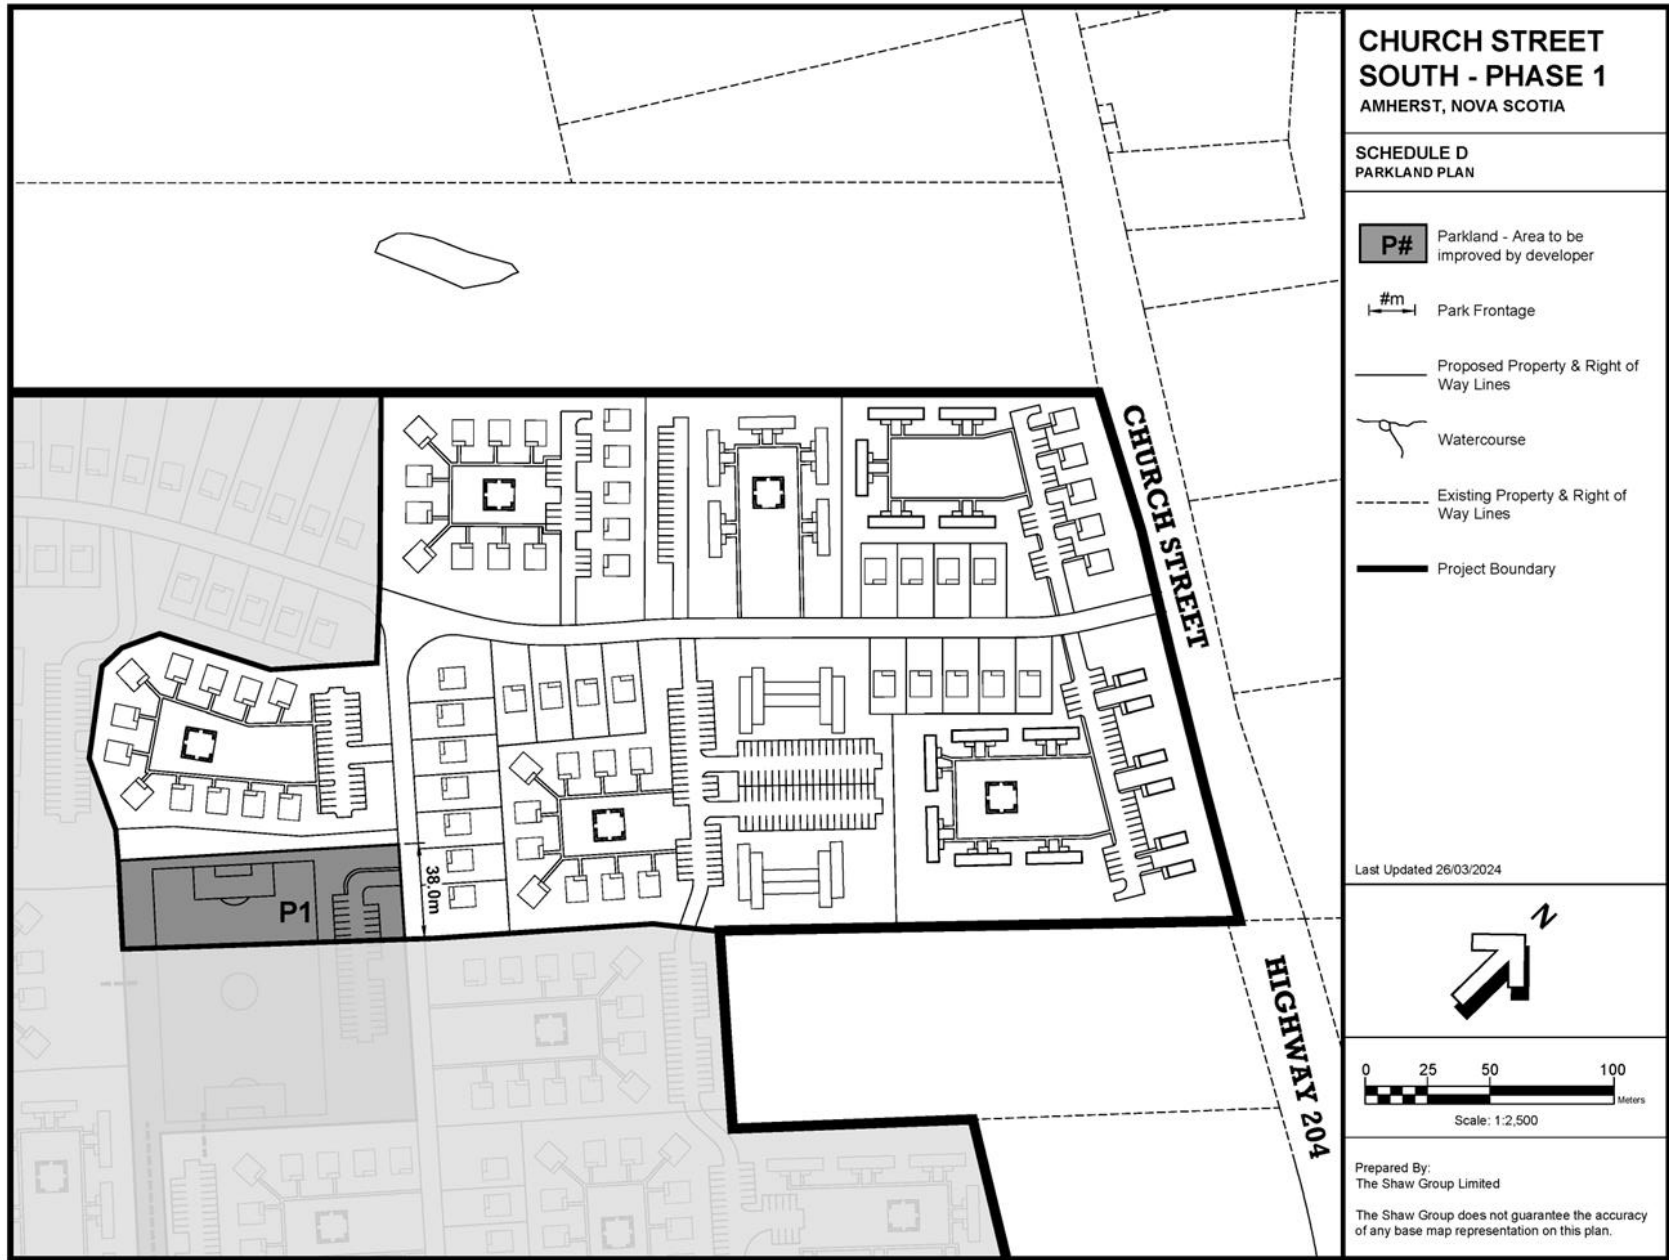 CHURCH STREET
SOUTH - PHASE 1
AMHERST, NOVA SCOTIA
SCHEDULE D
PARKLAND PLAN
P#
Parkland - Area to be
improved by developer
#m
Park Frontage
Proposed Property & Right of
Way Lines
Watercourse
Existing Property & Right of
Way Lines
Project Boundary
CHURCH STREET
38.0m
P1
HIGHWAY 204
Last Updated 26/03/2024
N
0 25 50 100
Meters
Scale: 1:2,500
Prepared By:
The Shaw Group Limited
The Shaw Group does not guarantee the accuracy
of any base map representation on this plan.